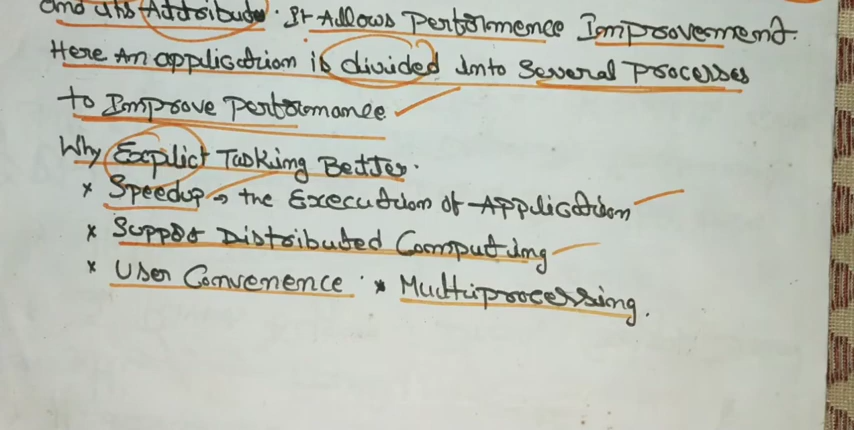 and its Attribute. It Allows Performence Improvement.
Here An application is divided into Several Processes
to Improve Performance
Why Explict Tasking Better.
* Speedup → the Execution of Application
* Support Distributed Computing
* User Convenence * Multiprocessing.